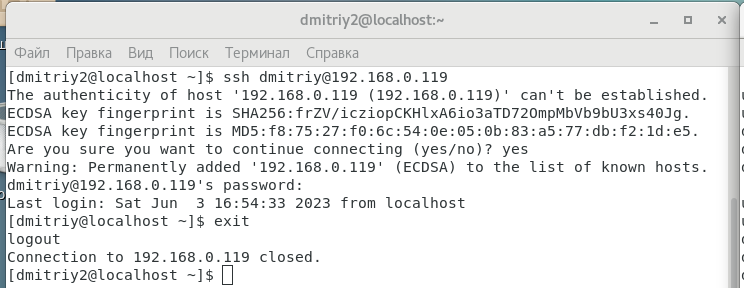 dmitriy2@localhost:~
Файл Правка Вид Поиск Терминал Справка
[dmitriy2@localhost ~]$ ssh dmitriy@192.168.0.119
The authenticity of host '192.168.0.119 (192.168.0.119)' can't be established.
ECDSA key fingerprint is SHA256:frZV/icziopCKHlxA6io3aTD72OmpMbVb9bU3xs40Jg.
ECDSA key fingerprint is MD5:f8:75:27:f0:6c:54:0e:05:0b:83:a5:77:db:f2:1d:e5.
Are you sure you want to continue connecting (yes/no)? yes
Warning: Permanently added '192.168.0.119' (ECDSA) to the list of known hosts.
dmitriy@192.168.0.119's password:
Last login: Sat Jun  3 16:54:33 2023 from localhost
[dmitriy@localhost ~]$ exit
logout
Connection to 192.168.0.119 closed.
[dmitriy2@localhost ~]$